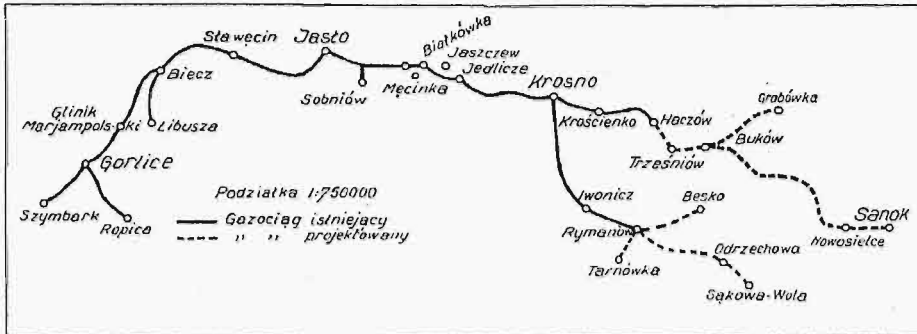 Sławęcin
Jasło
Białkówka
Jaszczew
Jedlicze
Biecz
Sobniów
Męcinka
Krosno
Grabówka
Glinik
Marjampolski
Libusza
Krościenko
Haczów
Buków
Trześniów
Gorlice
Podziałka 1:750000
Iwonicz
Besko
Sanok
Szymbark
Ropica
Gazociąg istniejący
" " projektowany
Rymanów
Nowosielce
Odrzechowa
Tarnówka
Sąkowa-Wola